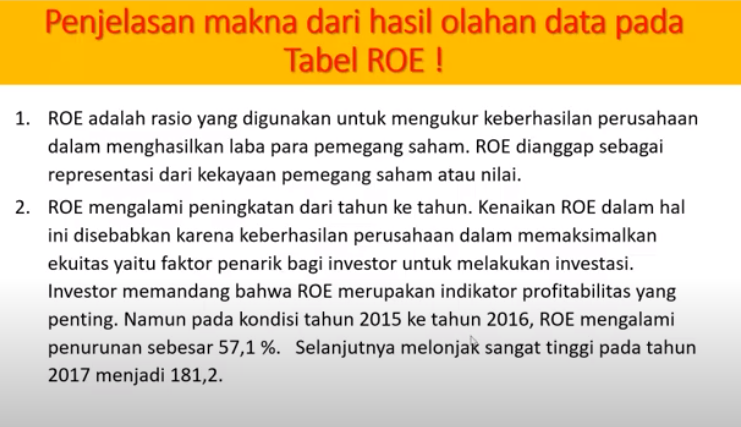 Penjelasan makna dari hasil olahan data pada
Tabel ROE !
1. ROE adalah rasio yang digunakan untuk mengukur keberhasilan perusahaan
dalam menghasilkan laba para pemegang saham. ROE dianggap sebagai
representasi dari kekayaan pemegang saham atau nilai.
2. ROE mengalami peningkatan dari tahun ke tahun. Kenaikan ROE dalam hal
ini disebabkan karena keberhasilan perusahaan dalam memaksimalkan
ekuitas yaitu faktor penarik bagi investor untuk melakukan investasi.
Investor memandang bahwa ROE merupakan indikator profitabilitas yang
penting. Namun pada kondisi tahun 2015 ke tahun 2016, ROE mengalami
penurunan sebesar 57,1 %. Selanjutnya melonjak sangat tinggi pada tahun
2017 menjadi 181,2.